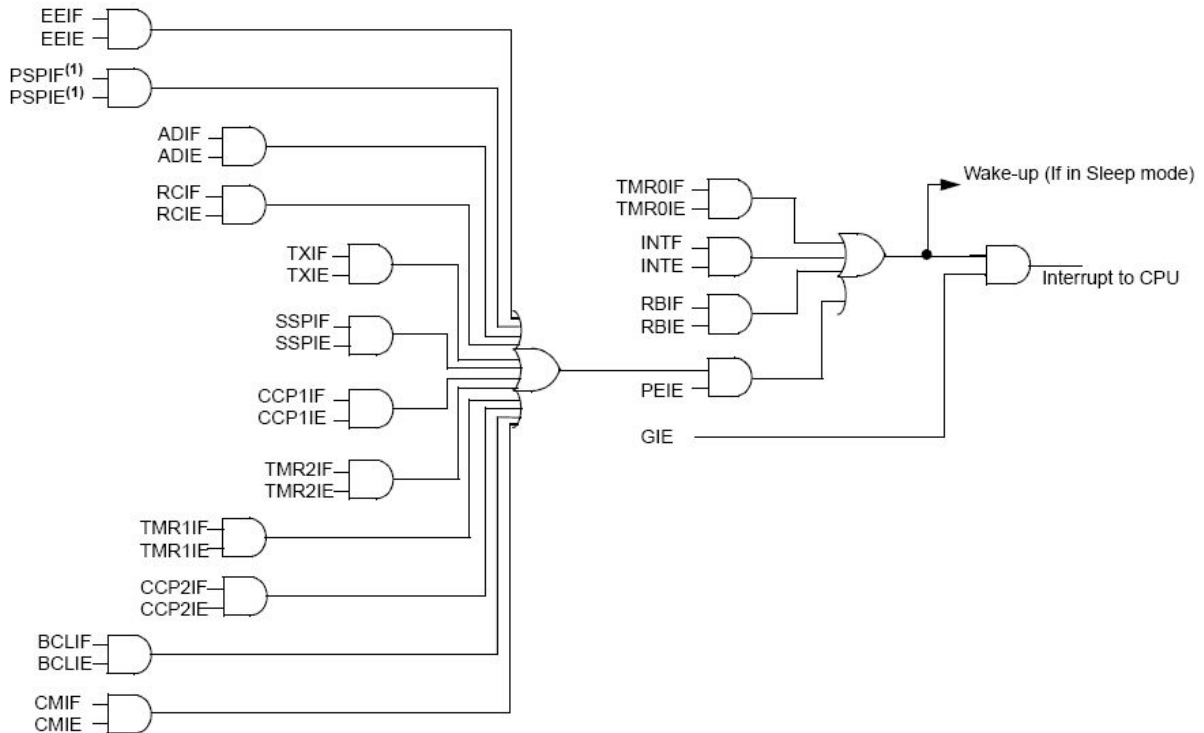 EEIF
EEIE
PSPIF(1)
PSPIE(1)
ADIF
ADIE
RCIF
RCIE
TXIF
TXIE
SSPIF
SSPIE
CCP1IF
CCP1IE
TMR2IF
TMR2IE
TMR1IF
TMR1IE
CCP2IF
CCP2IE
BCLIF
BCLIE
CMIF
CMIE
TMR0IF
TMR0IE
INTF
INTE
RBIF
RBIE
PEIE
GIE
Wake-up (If in Sleep mode)
Interrupt to CPU